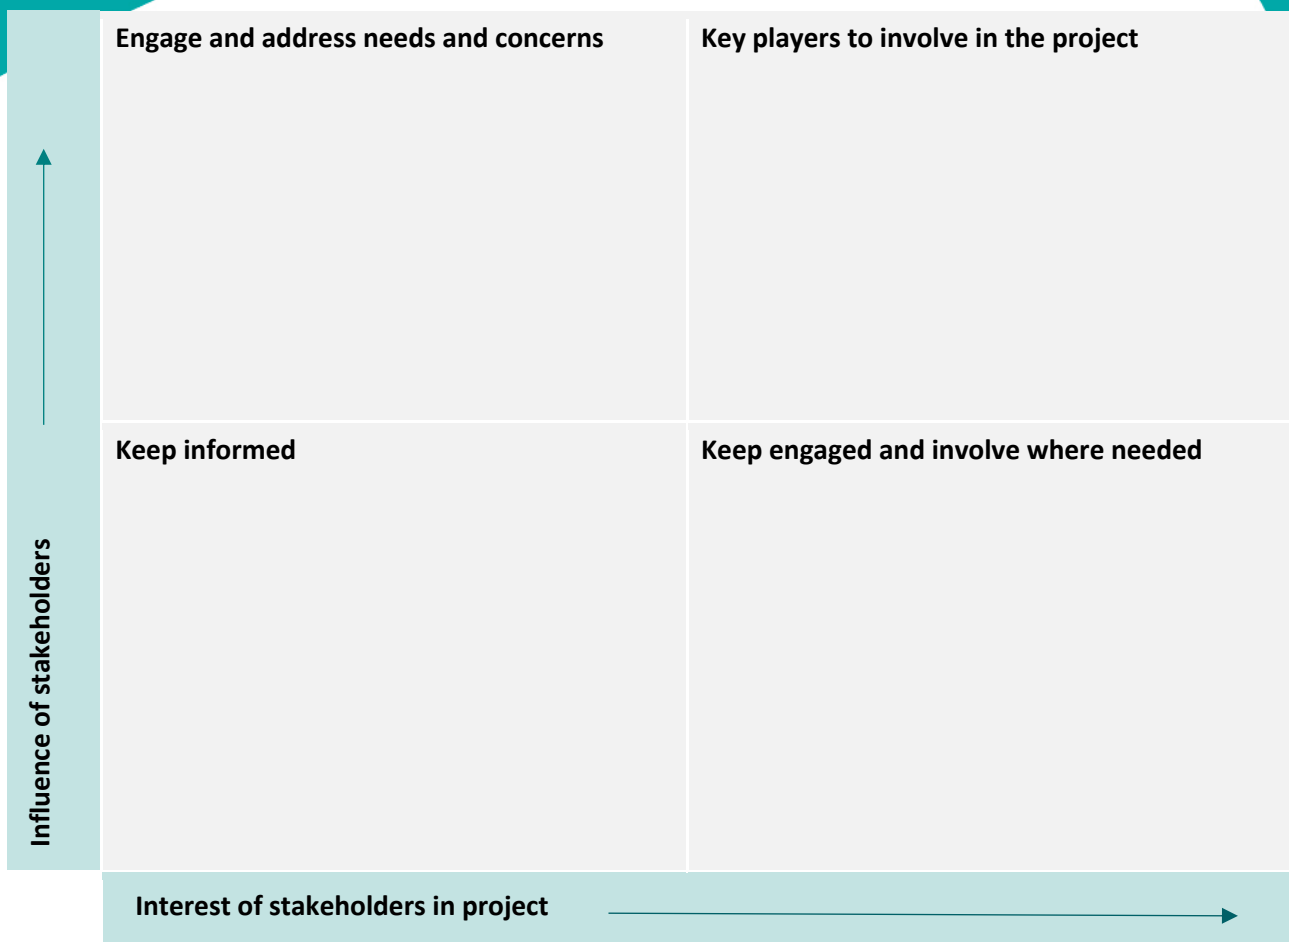 Engage and address needs and concerns
Key players to involve in the project
Keep informed
Keep engaged and involve where needed
Influence of stakeholders
Interest of stakeholders in project